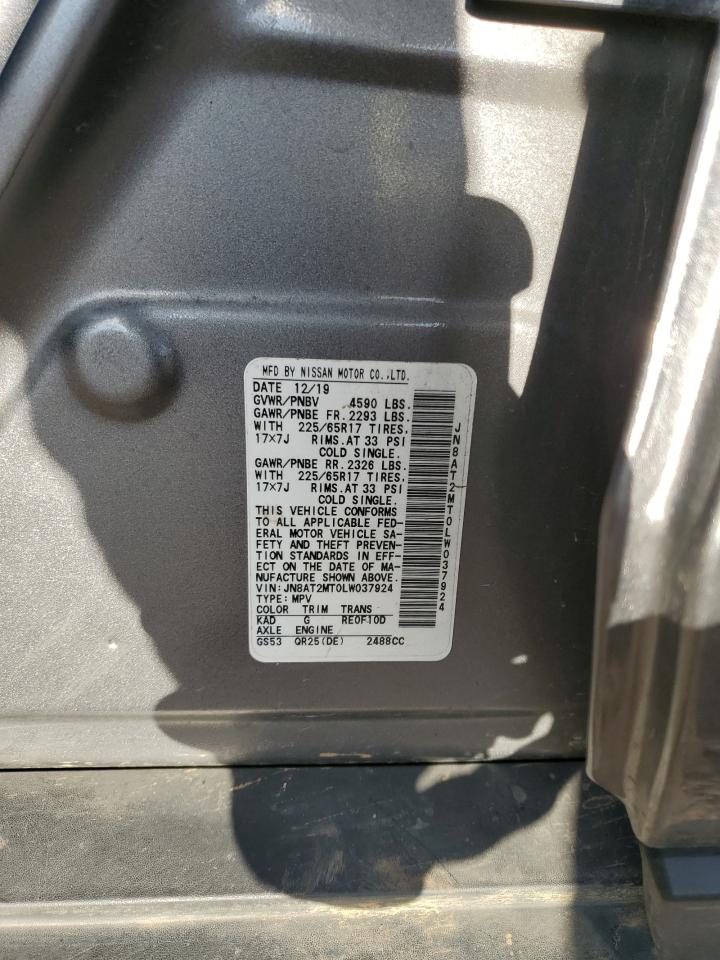 MFD BY NISSAN MOTOR CO.,LTD.
DATE 12/19
GVWR/PNBV 4590 LBS.
GAWR/PNBE FR. 2293 LBS.
WITH 225/65R17 TIRES.
17×7J RIMS.AT 33 PSI
COLD SINGLE.
GAWR/PNBE RR. 2326 LBS.
WITH 225/65R17 TIRES.
17×7J RIMS.AT 33 PSI
COLD SINGLE.
THIS VEHICLE CONFORMS
TO ALL APPLICABLE FED-
ERAL MOTOR VEHICLE SA-
FETY AND THEFT PREVEN-
TION STANDARDS IN EFF-
ECT ON THE DATE OF MA-
NUFACTURE SHOWN ABOVE.
VIN:JN8AT2MT0LW037924
TYPE:MPV
COLOR TRIM TRANS
KAD G RE0F10D
AXLE ENGINE
GS53 QR25(DE) 2488CC
JN8AT2MT0LW037924